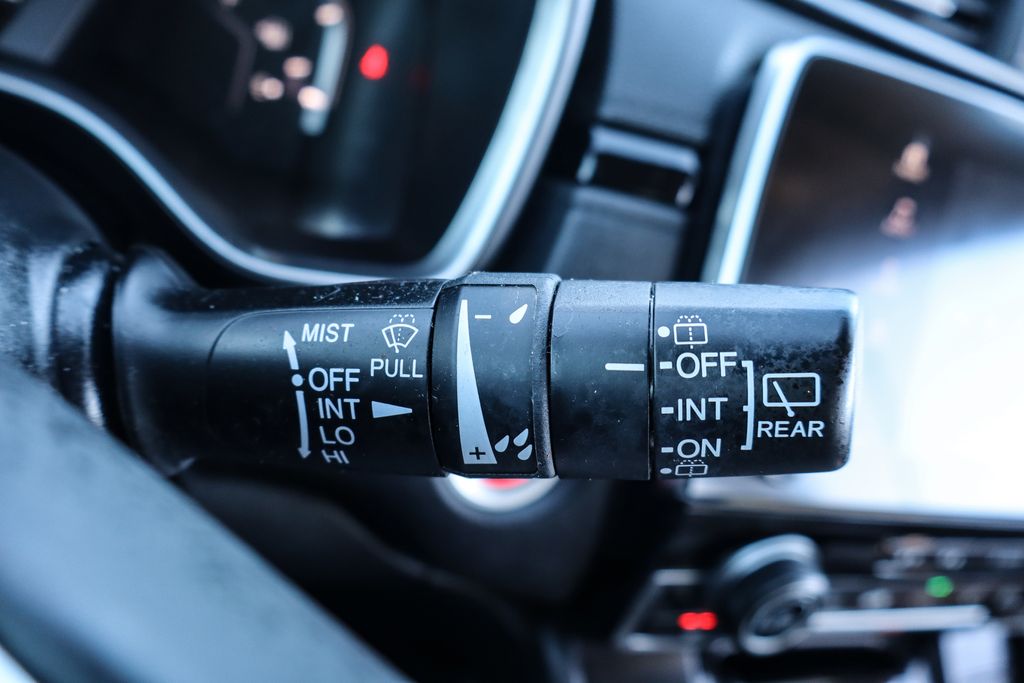 MIST
PULL
OFF
INT
LO
HI
-
+
OFF
INT
ON
REAR